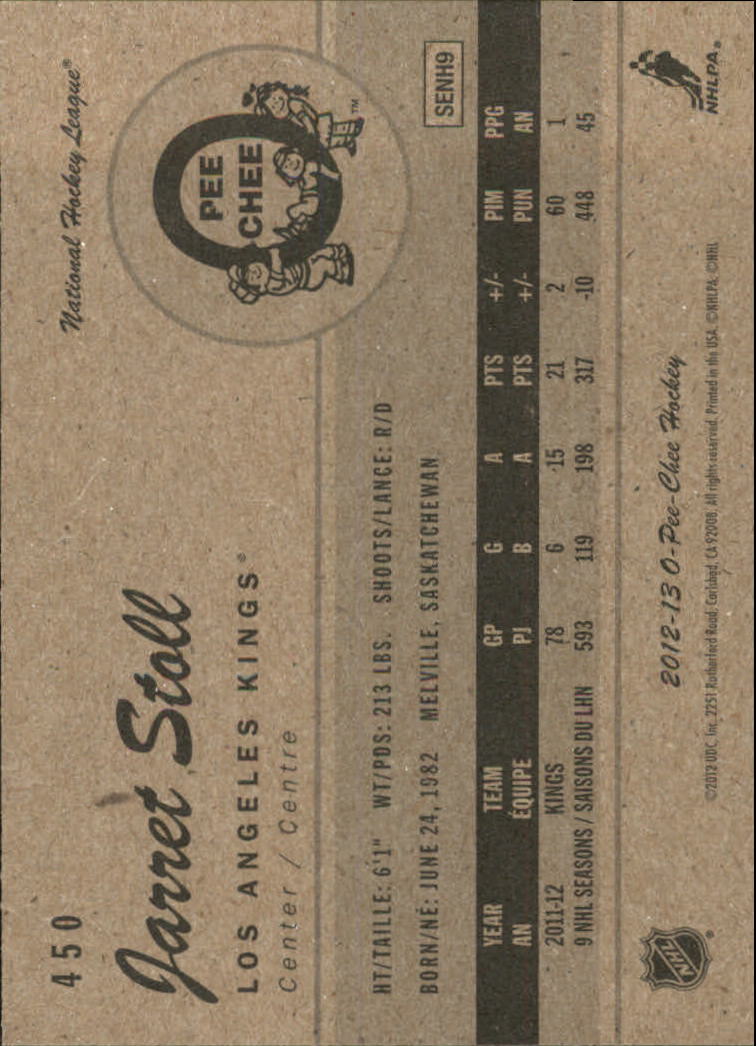 450
National Hockey League®
Jarret Stoll
LOS ANGELES KINGS®
Center / Centre
PEE
CHEE
TM
HT/TAILLE: 6'1" WT/PDS: 213 LBS. SHOOTS/LANCE: R/D
BORN/NÉ: JUNE 24, 1982 MELVILLE, SASKATCHEWAN
SENH9
YEAR TEAM GP G A PTS +/- PIM PPG
AN ÉQUIPE PJ B A PTS +/- PUN AN
2011-12 KINGS 78 6 15 21 2 60 1
9 NHL SEASONS / SAISONS DU LHN 593 119 198 317 -10 448 45
NHL®
2012-13 O-Pee-Chee Hockey
©2012 UDC, Inc. 2251 Rutherford Road, Carlsbad, CA 92008. All rights reserved. Printed in the USA. ©NHLPA. ©NHL
NHLPA®